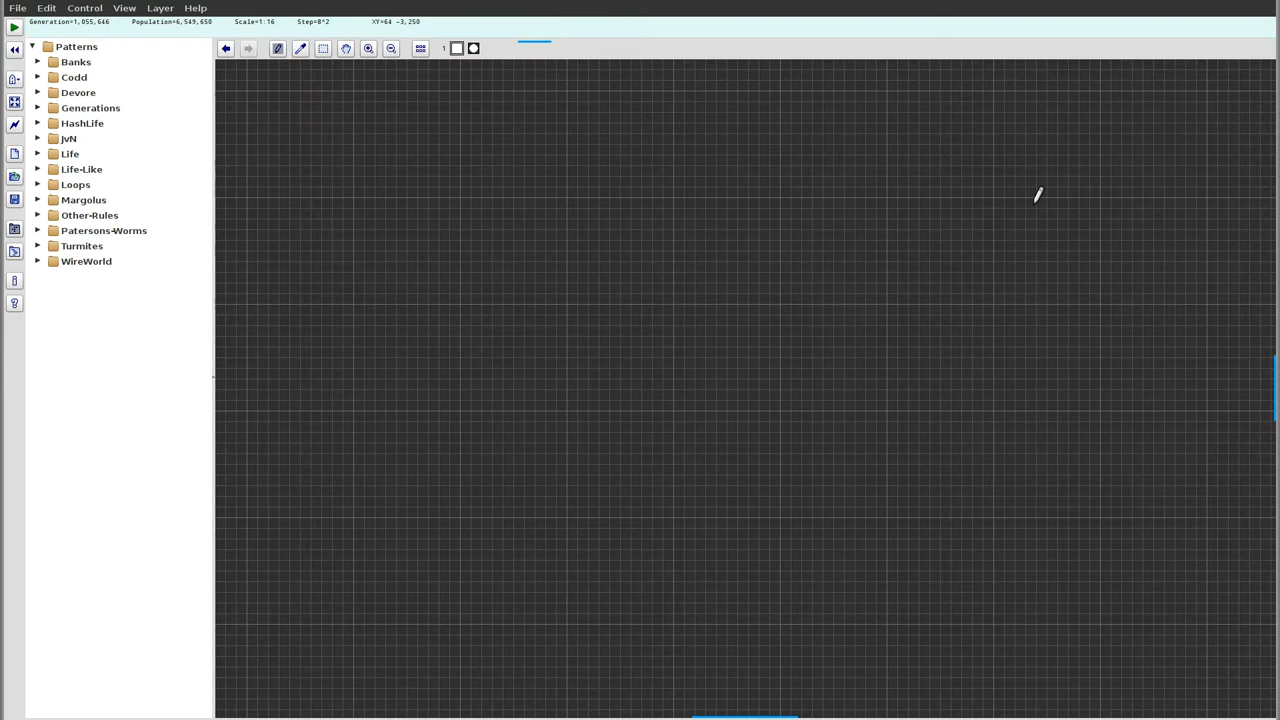 File Edit Control View Layer Help
Generation=1,055,646 Population=6,549,650 Scale=1:16 Step=8^2 XY=64 -3,250
Patterns
1
Banks
Codd
Devore
Generations
HashLife
JvN
Life
Life-Like
Loops
Margolus
Other-Rules
Patersons-Worms
Turmites
WireWorld